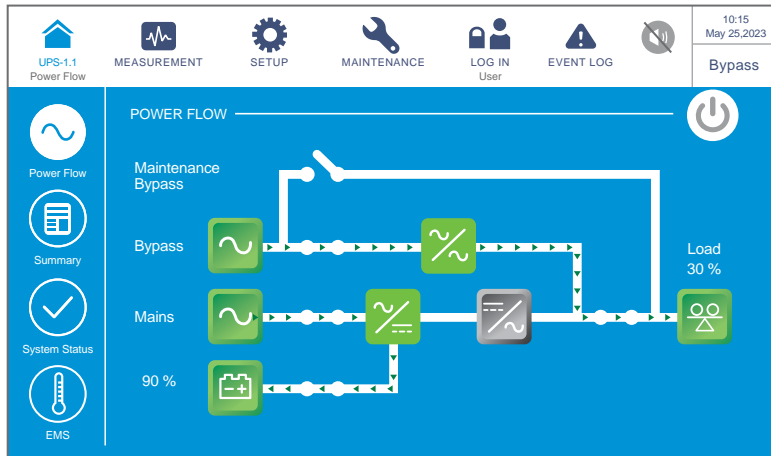 10:15
May 25,2023
UPS-1.1
Power Flow
MEASUREMENT
SETUP
MAINTENANCE
LOG IN
User
EVENT LOG
Bypass
POWER FLOW
Power Flow
Maintenance
Bypass
Summary
Bypass
Load
30 %
Mains
System Status
90 %
EMS